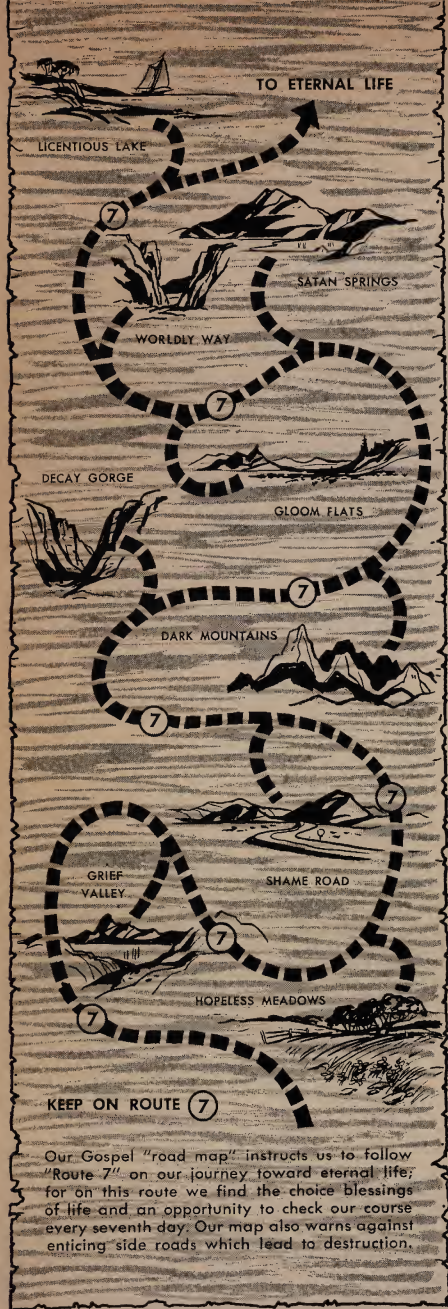 TO ETERNAL LIFE
LICENTIOUS LAKE
7
SATAN SPRINGS
WORLDLY WAY
7
DECAY GORGE
GLOOM FLATS
7
DARK MOUNTAINS
7
7
GRIEF
VALLEY
SHAME ROAD
7
HOPELESS MEADOWS
7
KEEP ON ROUTE 7
Our Gospel "road map" instructs us to follow
"Route 7" on our journey toward eternal life;
for on this route we find the choice blessings
of life and an opportunity to check our course
every seventh day. Our map also warns against
enticing side roads which lead to destruction.